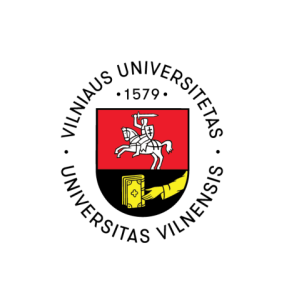 · VILNIAUS UNIVERSITETAS ·
· 1579 ·
UNIVERSITAS VILNENSIS